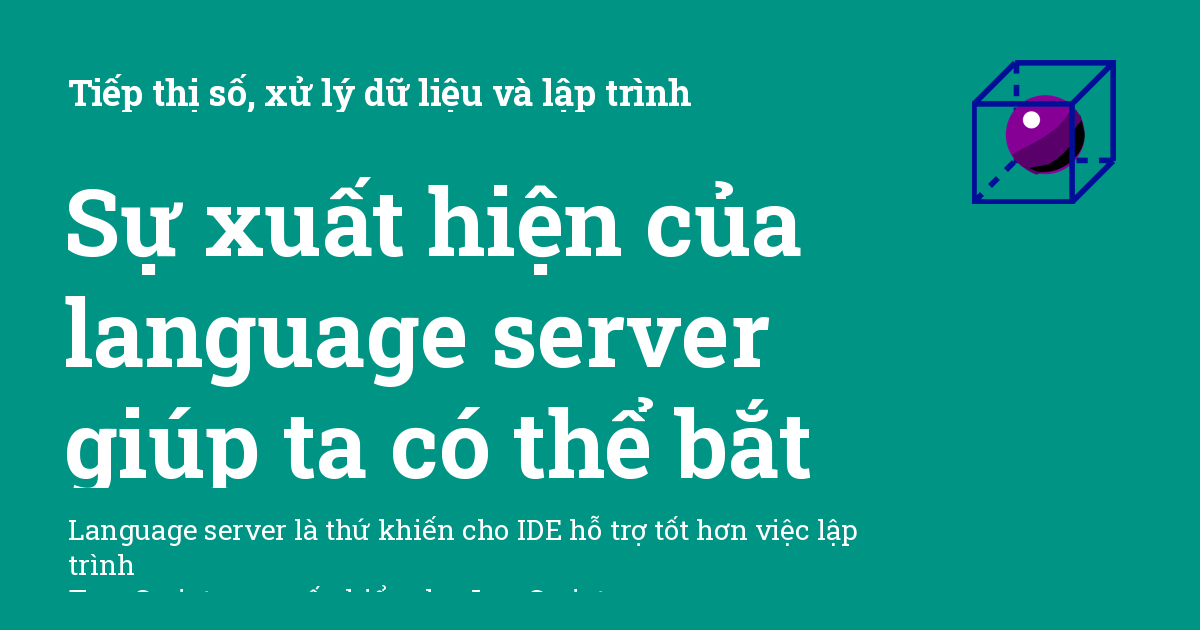 Tiếp thị số, xử lý dữ liệu và lập trình
Sự xuất hiện của
language server
giúp ta có thể bắt
Language server là thứ khiến cho IDE hỗ trợ tốt hơn việc lập
trình